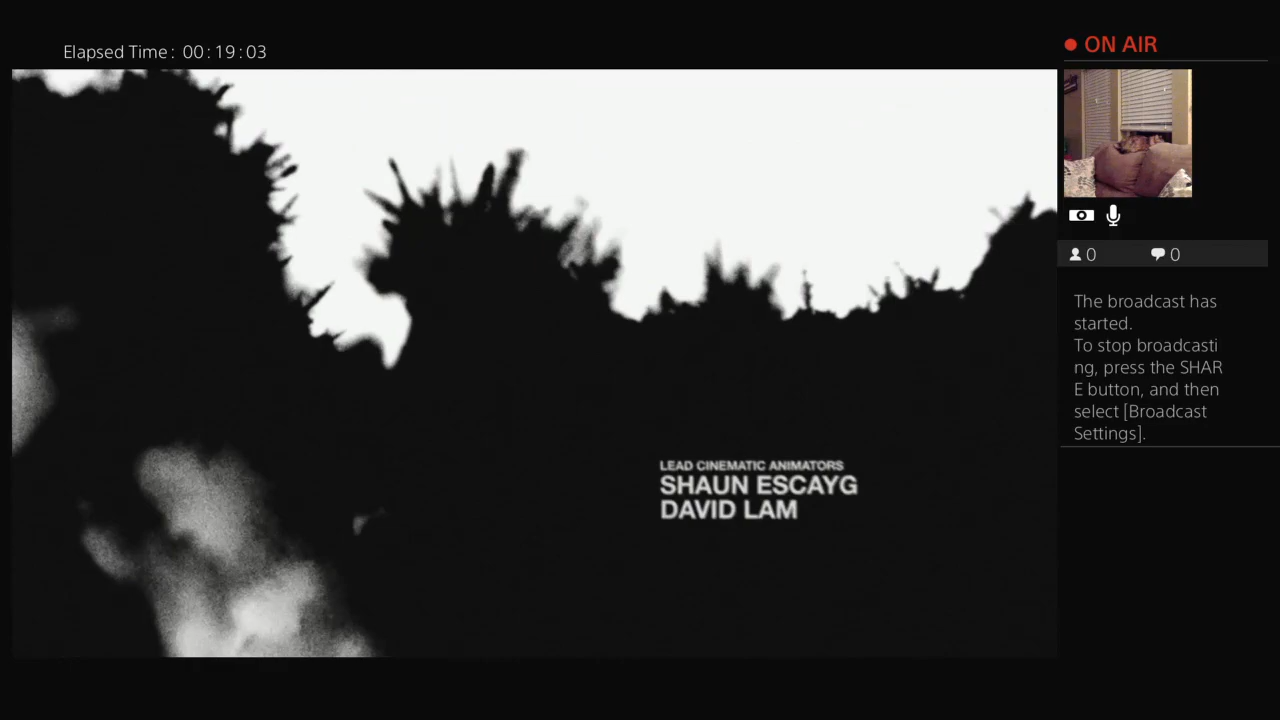 Elapsed Time: 00:19:03
ON AIR
0
0
The broadcast has
started.
To stop broadcasti
ng, press the SHAR
E button, and then
select [Broadcast
Settings].
LEAD CINEMATIC ANIMATORS
SHAUN ESCAYG
DAVID LAM